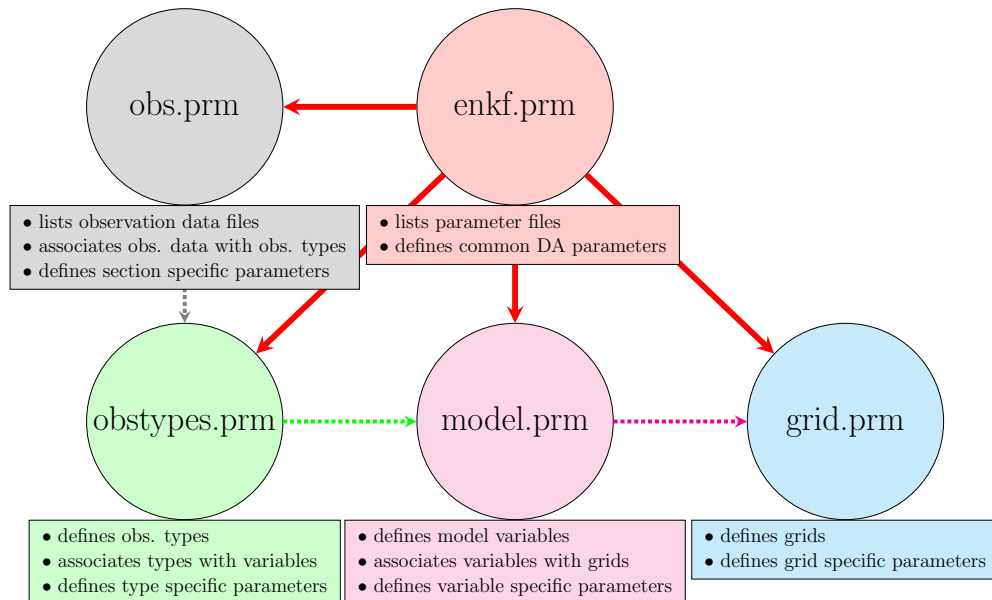 obs.prm
enkf.prm
• lists observation data files
• associates obs. data with obs. types
• defines section specific parameters
• lists parameter files
• defines common DA parameters
obstypes.prm
model.prm
grid.prm
• defines obs. types
• associates types with variables
• defines type specific parameters
• defines model variables
• associates variables with grids
• defines variable specific parameters
• defines grids
• defines grid specific parameters